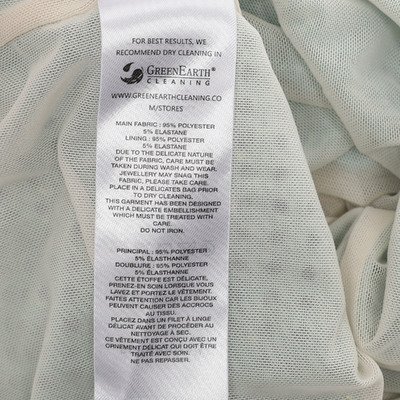 FOR BEST RESULTS, WE
RECOMMEND DRY CLEANING IN
GREENEARTH®
CLEANING
WWW.GREENEARTHCLEANING.CO
M/STORES
MAIN FABRIC : 95% POLYESTER
5% ELASTANE
LINING : 95% POLYESTER
5% ELASTANE
DUE TO THE DELICATE NATURE
OF THE FABRIC, CARE MUST BE
TAKEN DURING WASH AND WEAR.
JEWELLERY MAY SNAG THIS
FABRIC, PLEASE TAKE CARE.
PLACE IN A DELICATES BAG PRIOR
TO DRY CLEANING.
THIS GARMENT HAS BEEN DESIGNED
WITH A DELICATE EMBELLISHMENT
WHICH MUST BE TREATED WITH
CARE.
DO NOT IRON.
PRINCIPAL : 95% POLYESTER
5% ÉLASTHANNE
DOUBLURE : 95% POLYESTER
5% ÉLASTHANNE
CETTE ÉTOFFE EST DÉLICATE,
PRENEZ-EN SOIN LORSQUE VOUS
LAVEZ ET PORTEZ LE VÊTEMENT.
FAITES ATTENTION CAR LES BIJOUX
PEUVENT CAUSER DES ACCROCS
AU TISSU.
PLACEZ DANS UN FILET À LINGE
DÉLICAT AVANT DE PROCÉDER AU
NETTOYAGE À SEC.
CE VÊTEMENT EST CONÇU AVEC UN
ORNEMENT DÉLICAT QUI DOIT ÊTRE
TRAITÉ AVEC SOIN.
NE PAS REPASSER.